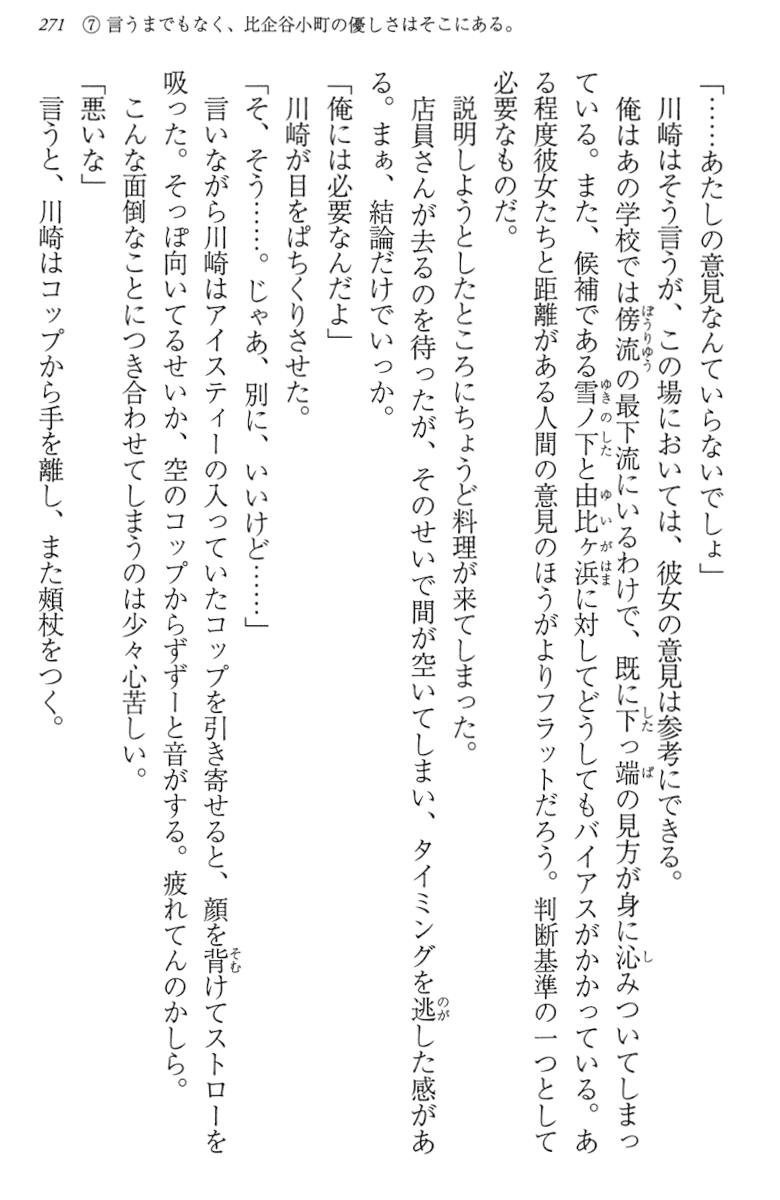 271 ⑦ 言うまでもなく、比企谷小町の優しさはそこにある。
「……あたしの意見なんていらないでしょ」
川崎はそう言うが、この場においては、彼女の意見は参考にできる。
俺はあの学校では傍流の最下流にいるわけで、既に下っ端の見方が身に沁みついてしまっ
ている。また、候補である雪ノ下と由比ヶ浜に対してどうしてもバイアスがかかっている。あ
る程度彼女たちと距離がある人間の意見のほうがよりフラットだろう。判断基準の一つとして
必要なものだ。
説明しようとしたところにちょうど料理が来てしまった。
店員さんが去るのを待ったが、そのせいで間が空いてしまい、タイミングを逃した感があ
る。まぁ、結論だけでいっか。
「俺には必要なんだよ」
川崎が目をぱちくりさせた。
「そ、そう……。じゃあ、別に、いいけど……」
言いながら川崎はアイスティーの入っていたコップを引き寄せると、顔を背けてストローを
吸った。そっぽ向いてるせいか、空のコップからずずーと音がする。疲れてんのかしら。
こんな面倒なことにつき合わせてしまうのは少々心苦しい。
「悪いな」
言うと、川崎はコップから手を離し、また頰杖をつく。